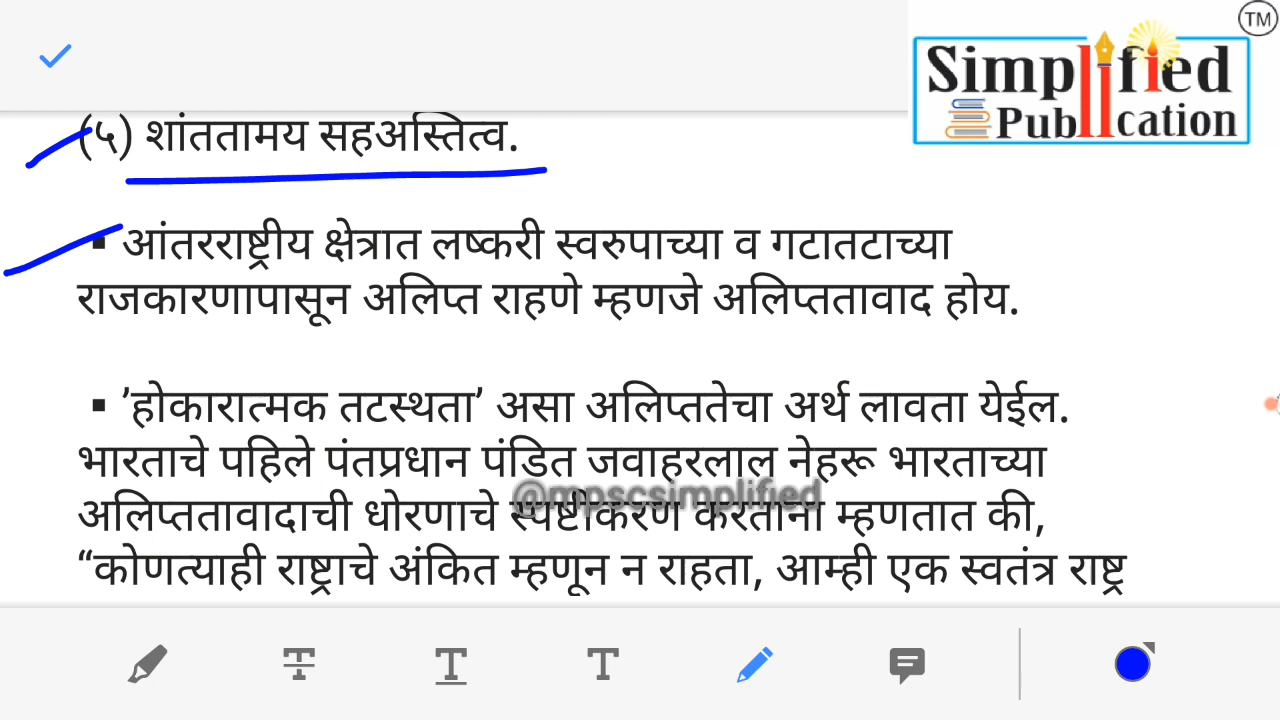 TM
Simplified
Publication
(५) शांततामय सहअस्तित्व.
▪ आंतरराष्ट्रीय क्षेत्रात लष्करी स्वरुपाच्या व गटातटाच्या
राजकारणापासून अलिप्त राहणे म्हणजे अलिप्ततावाद होय.
▪ ’होकारात्मक तटस्थता’ असा अलिप्ततेचा अर्थ लावता येईल.
भारताचे पहिले पंतप्रधान पंडित जवाहरलाल नेहरू भारताच्या
@mpscsimplified
अलिप्ततावादाची धोरणाचे स्पष्टीकरण करताना म्हणतात की,
“कोणत्याही राष्ट्राचे अंकित म्हणून न राहता, आम्ही एक स्वतंत्र राष्ट्र